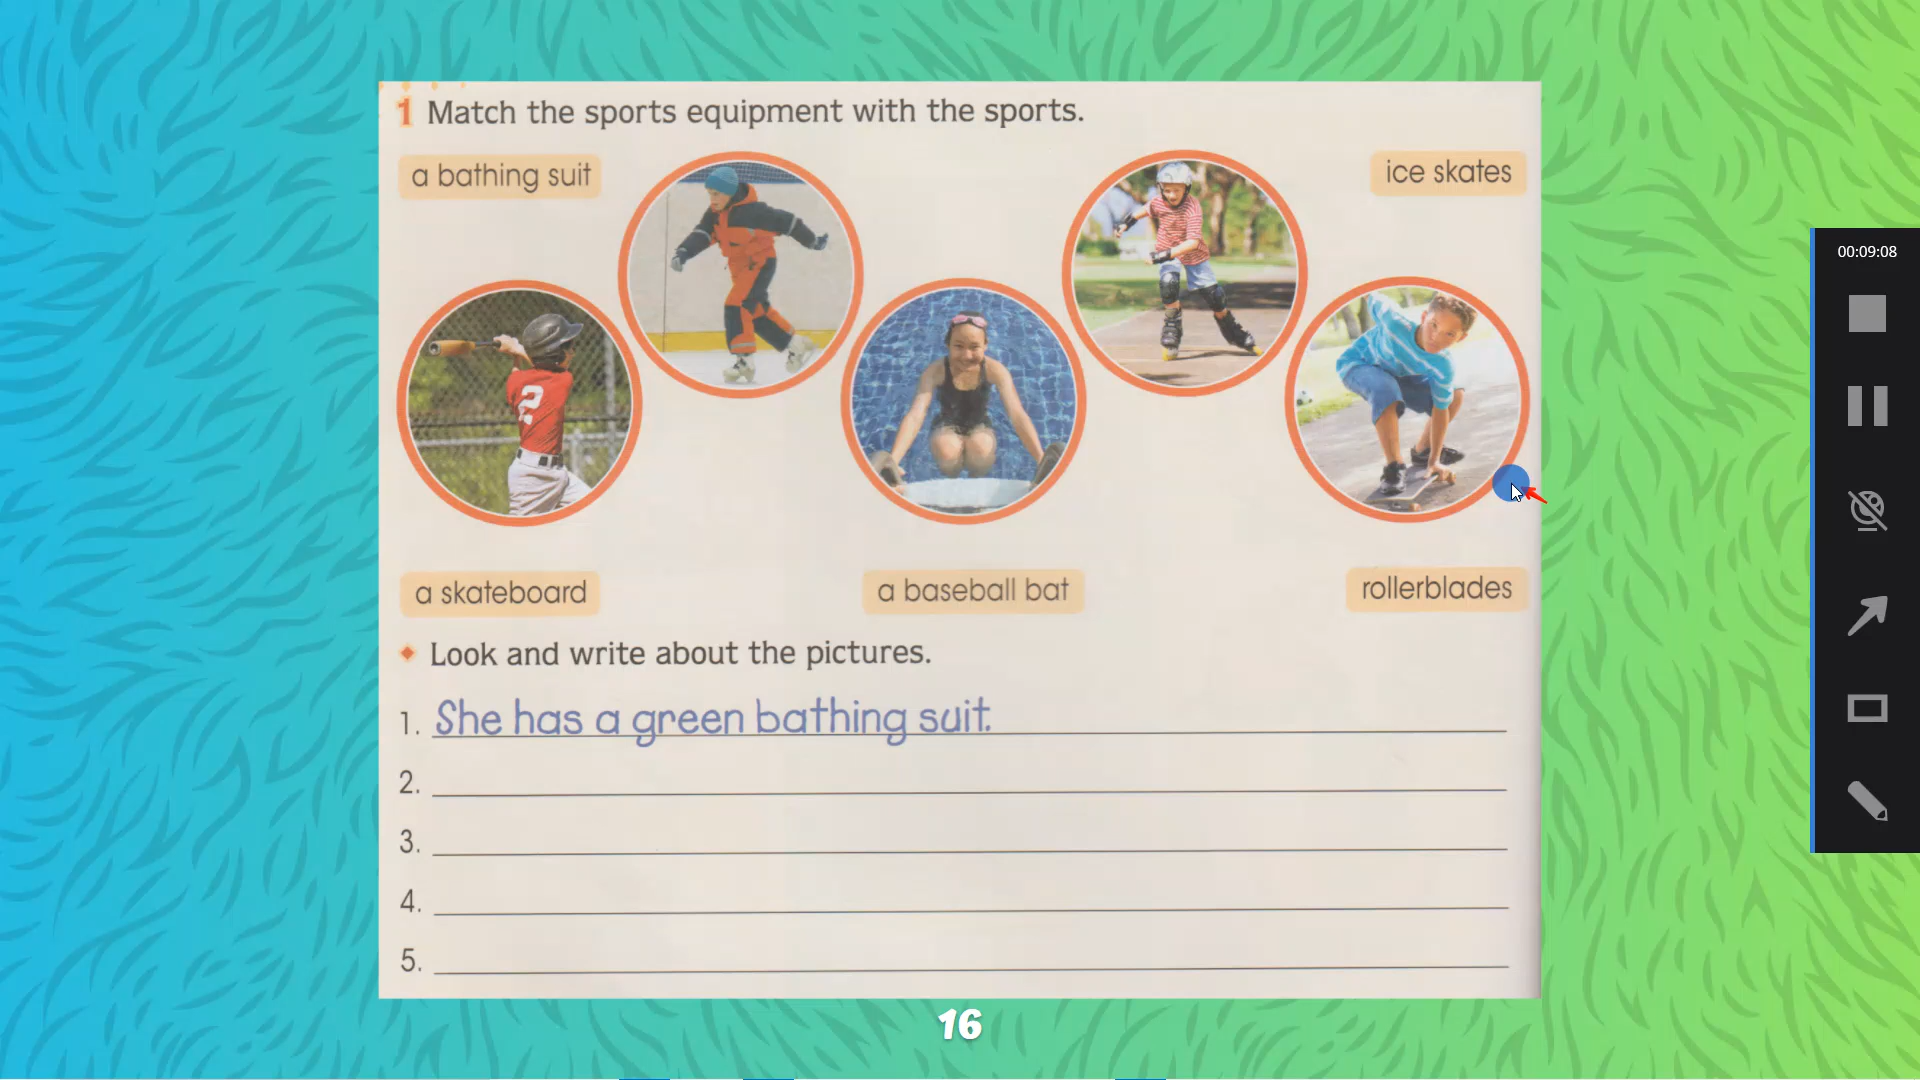 1 Match the sports equipment with the sports.
a bathing suit
ice skates
00:09:08
2
a skateboard
a baseball bat
rollerblades
Look and write about the pictures.
1. She has a green bathing suit.
2.
3.
4.
5.
16